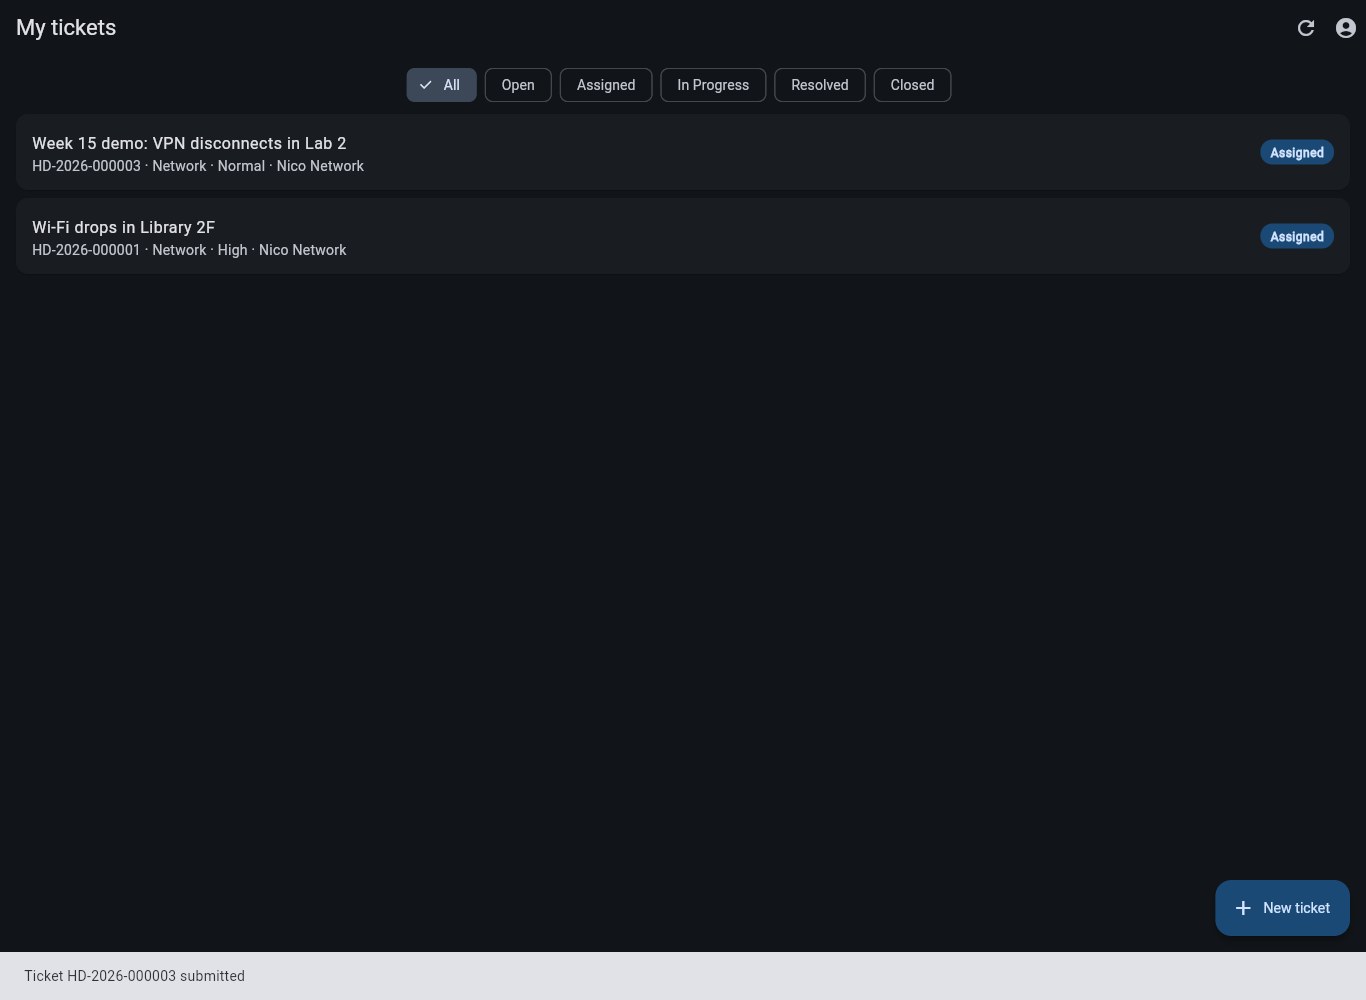 My tickets
All
Open
Assigned
In Progress
Resolved
Closed
Week 15 demo: VPN disconnects in Lab 2
HD-2026-000003 · Network · Normal · Nico Network
Assigned
Wi-Fi drops in Library 2F
HD-2026-000001 · Network · High · Nico Network
Assigned
New ticket
Ticket HD-2026-000003 submitted